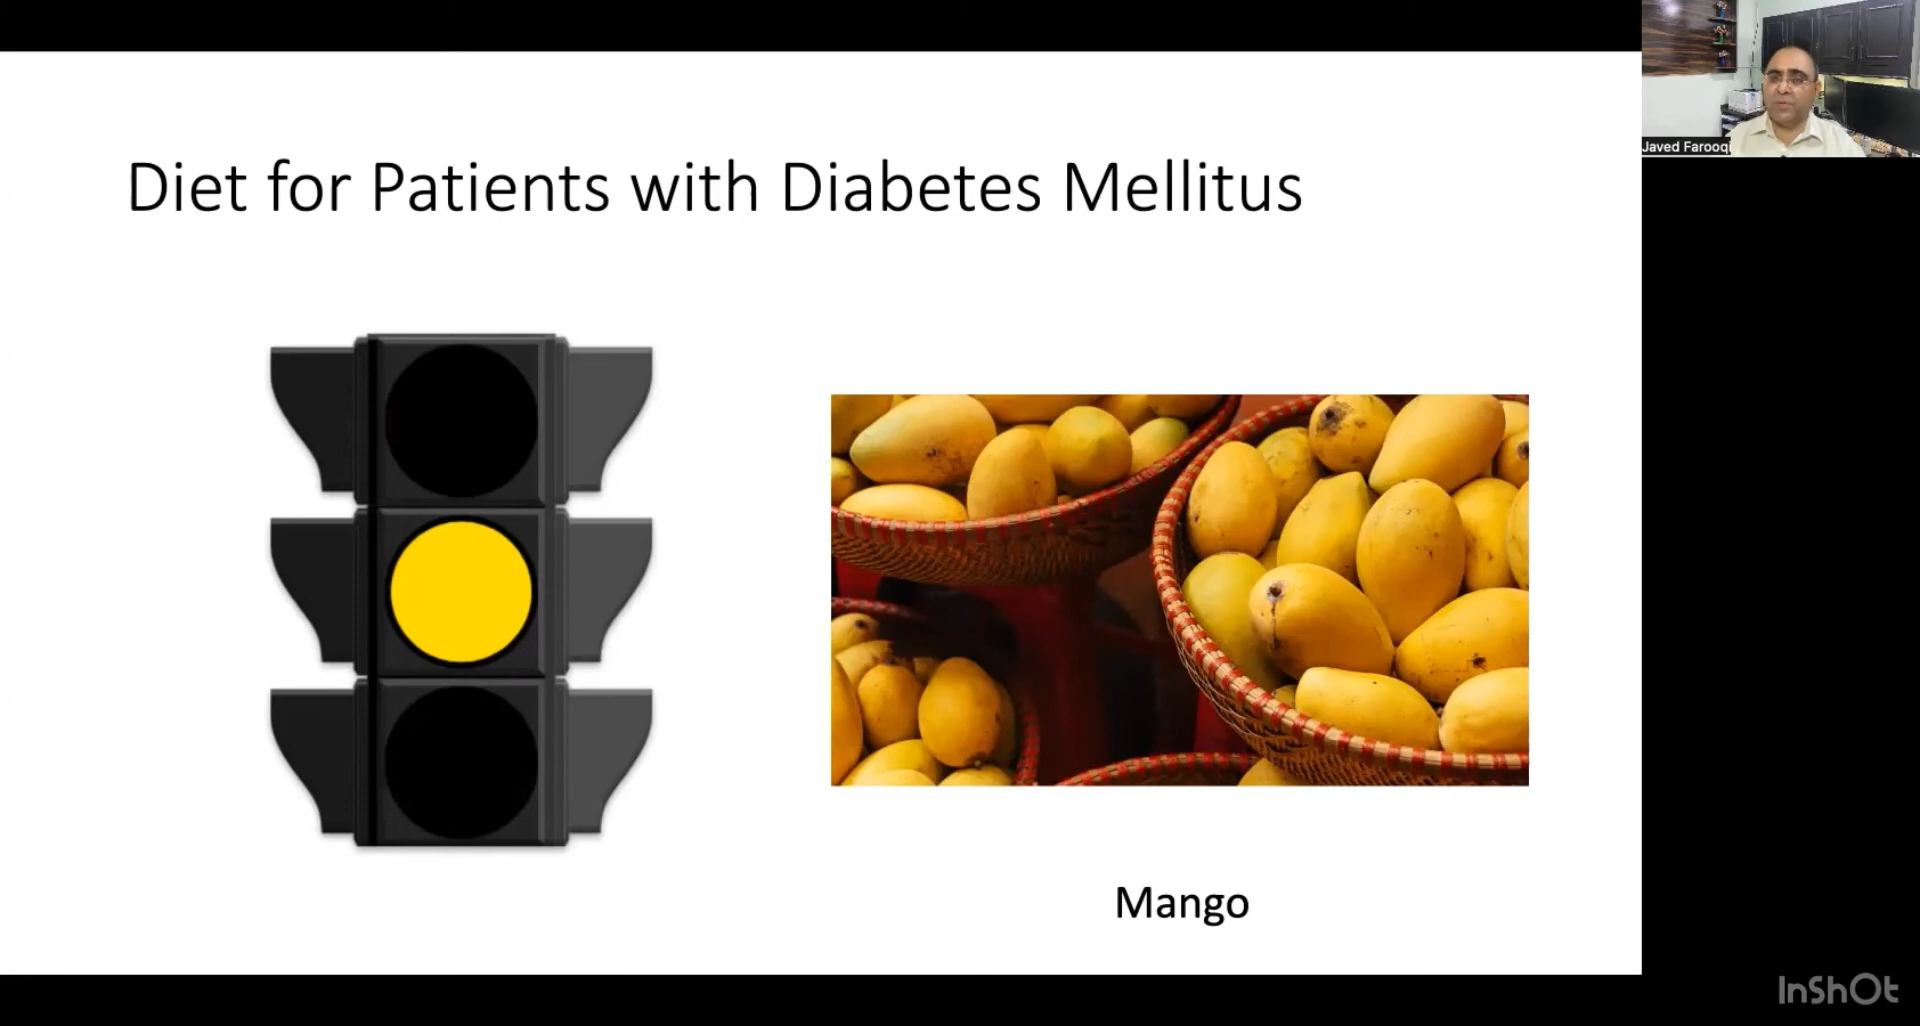 Diet for Patients with Diabetes Mellitus
Javed Farooqi
Mango
InShOt